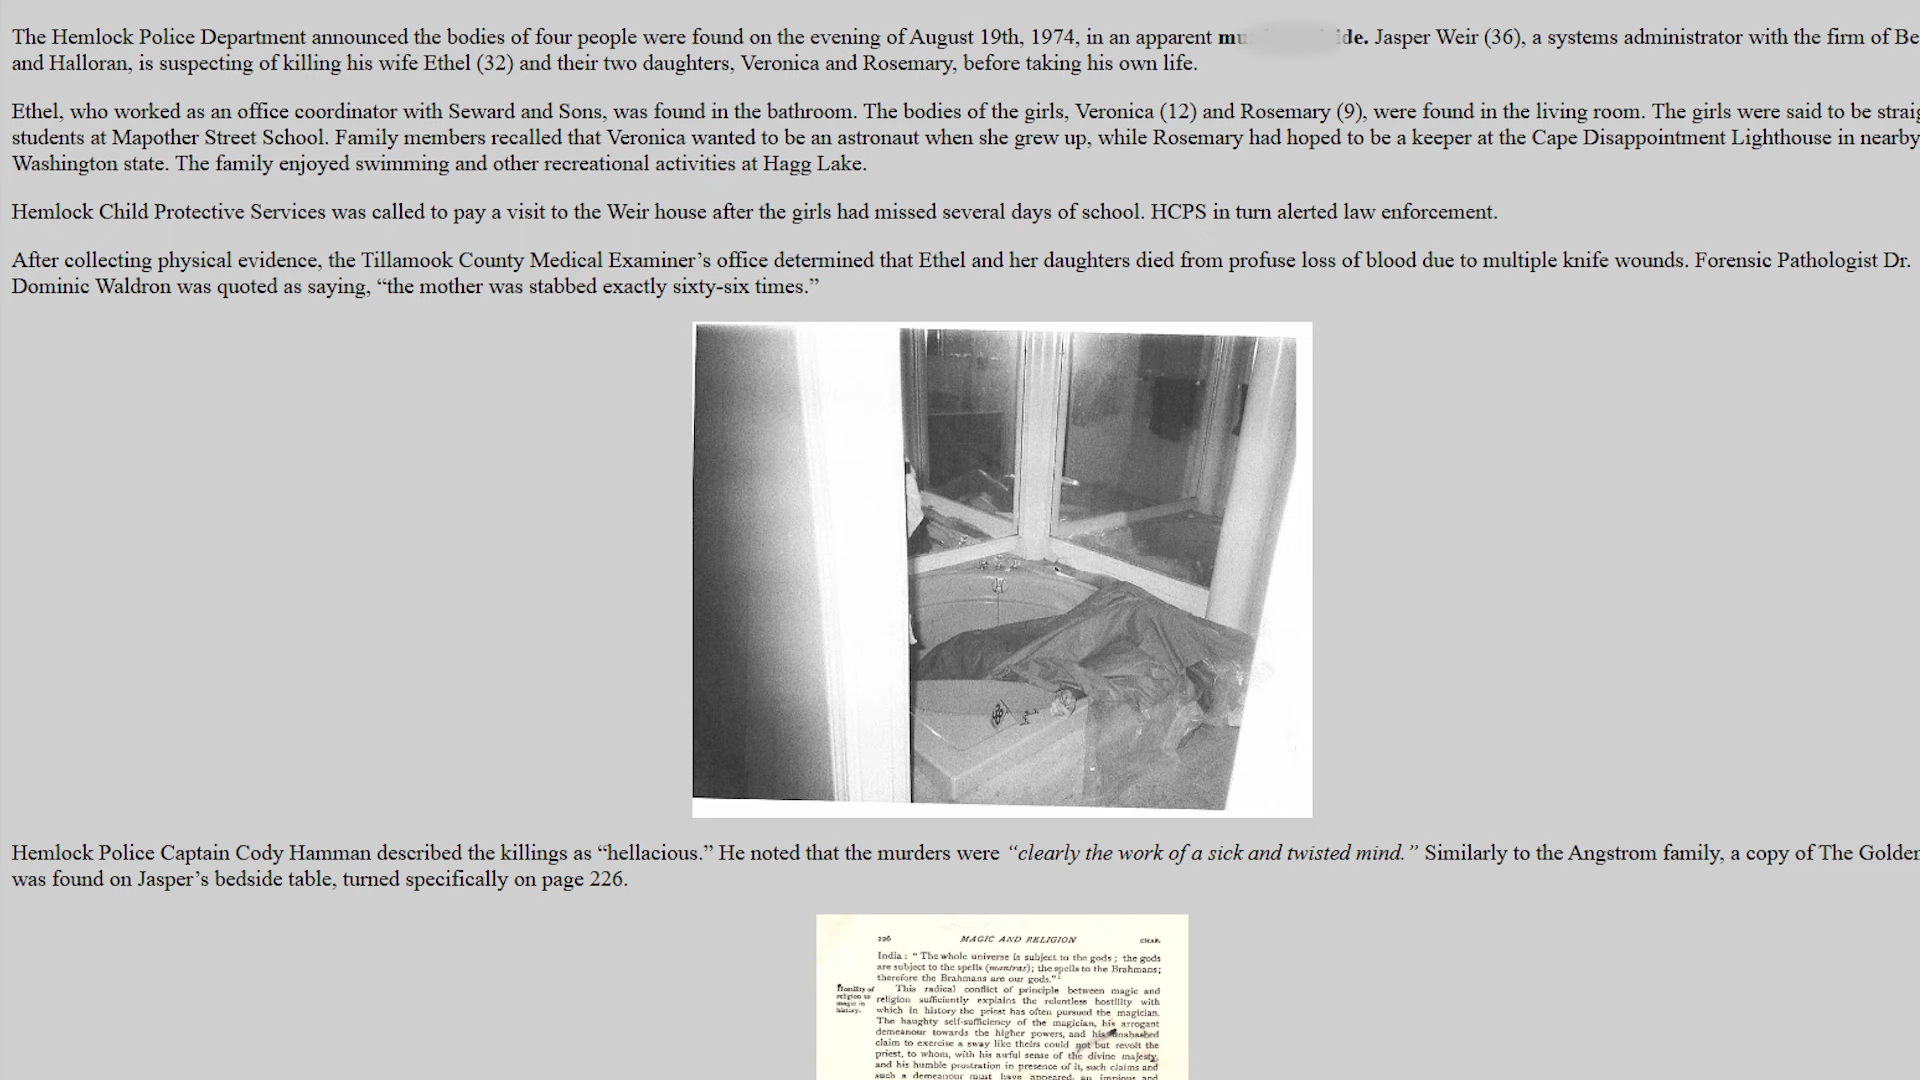 The Hemlock Police Department announced the bodies of four people were found on the evening of August 19th, 1974, in an apparent Jasper Weir (36), a systems administrator with the firm of Be
and Halloran, is suspecting of killing his wife Ethel (32) and their two daughters, Veronica and Rosemary, before taking his own life.
Ethel, who worked as an office coordinator with Seward and Sons, was found in the bathroom. The bodies of the girls, Veronica (12) and Rosemary (9), were found in the living room. The girls were said to be straig
students at Mapother Street School. Family members recalled that Veronica wanted to be an astronaut when she grew up, while Rosemary had hoped to be a keeper at the Cape Disappointment Lighthouse in nearby
Washington state. The family enjoyed swimming and other recreational activities at Hagg Lake.
Hemlock Child Protective Services was called to pay a visit to the Weir house after the girls had missed several days of school. HCPS in turn alerted law enforcement.
After collecting physical evidence, the Tillamook County Medical Examiner’s office determined that Ethel and her daughters died from profuse loss of blood due to multiple knife wounds. Forensic Pathologist Dr.
Dominic Waldron was quoted as saying, “the mother was stabbed exactly sixty-six times.”
Hemlock Police Captain Cody Hamman described the killings as “hellacious.” He noted that the murders were “clearly the work of a sick and twisted mind.” Similarly to the Angstrom family, a copy of The Golden
was found on Jasper’s bedside table, turned specifically on page 226.
226 MAGIC AND RELIGION CHAP.
India: “The whole universe is subject to the gods; the gods
are subject to the spells (mantras); the spells to the Brahmans;
therefore the Brahmans are our gods.”1
Hostility of
religion to
magic in
history.
This radical conflict of principle between magic and
religion sufficiently explains the relentless hostility with
which in history the priest has often pursued the magician.
The haughty self-sufficiency of the magician, his arrogant
demeanour towards the higher powers, and his unabashed
claim to exercise a sway like theirs could not but revolt the
priest, to whom, with his awful sense of the divine majesty,
and his humble prostration in presence of it, such claims and
such a demeanour must have appeared an impious and